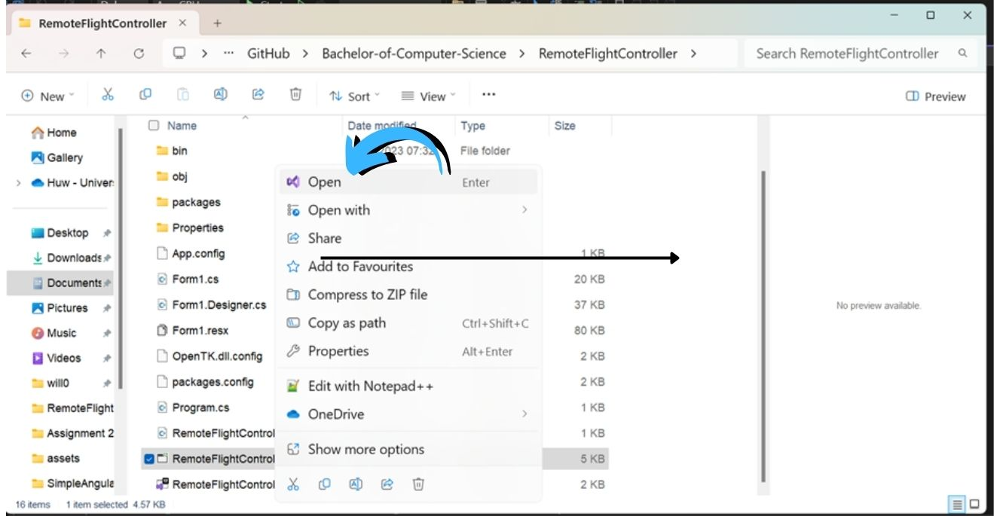 RemoteFlightController
GitHub > Bachelor-of-Computer-Science > RemoteFlightController >
Search RemoteFlightController
New
Sort
View
Preview
Name
Date modified
Type
Size
Home
Gallery
Huw - Univer
Desktop
Downloads
Documents
Pictures
Music
Videos
will0
RemoteFlight
Assignment 2
assets
SimpleAngula
bin
023 07:32
File folder
obj
packages
Properties
App.config
1 KB
Form1.cs
20 KB
Form1.Designer.cs
37 KB
Form1.resx
80 KB
OpenTK.dll.config
2 KB
packages.config
2 KB
Program.cs
1 KB
RemoteFlightControl
1 KB
RemoteFlightControl
5 KB
RemoteFlightControl
2 KB
Open Enter
Open with
Share
Add to Favourites
Compress to ZIP file
Copy as path Ctrl+Shift+C
Properties Alt+Enter
Edit with Notepad++
OneDrive
Show more options
No preview available.
16 items 1 item selected 4.57 KB